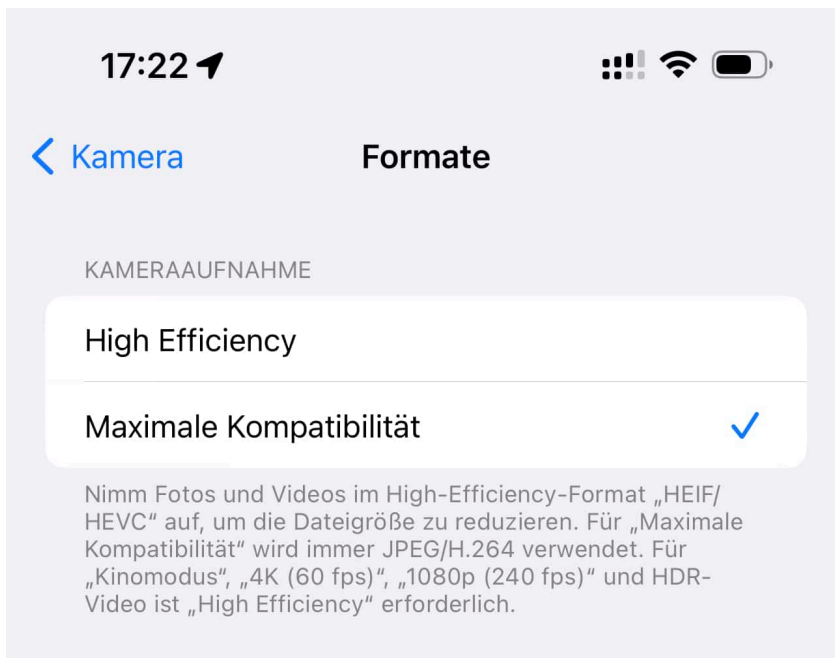 17:22
Kamera
Formate
KAMERAAUFNAHME
High Efficiency
Maximale Kompatibilität
Nimm Fotos und Videos im High-Efficiency-Format „HEIF/
HEVC“ auf, um die Dateigröße zu reduzieren. Für „Maximale
Kompatibilität“ wird immer JPEG/H.264 verwendet. Für
„Kinomodus“, „4K (60 fps)“, „1080p (240 fps)“ und HDR-
Video ist „High Efficiency“ erforderlich.